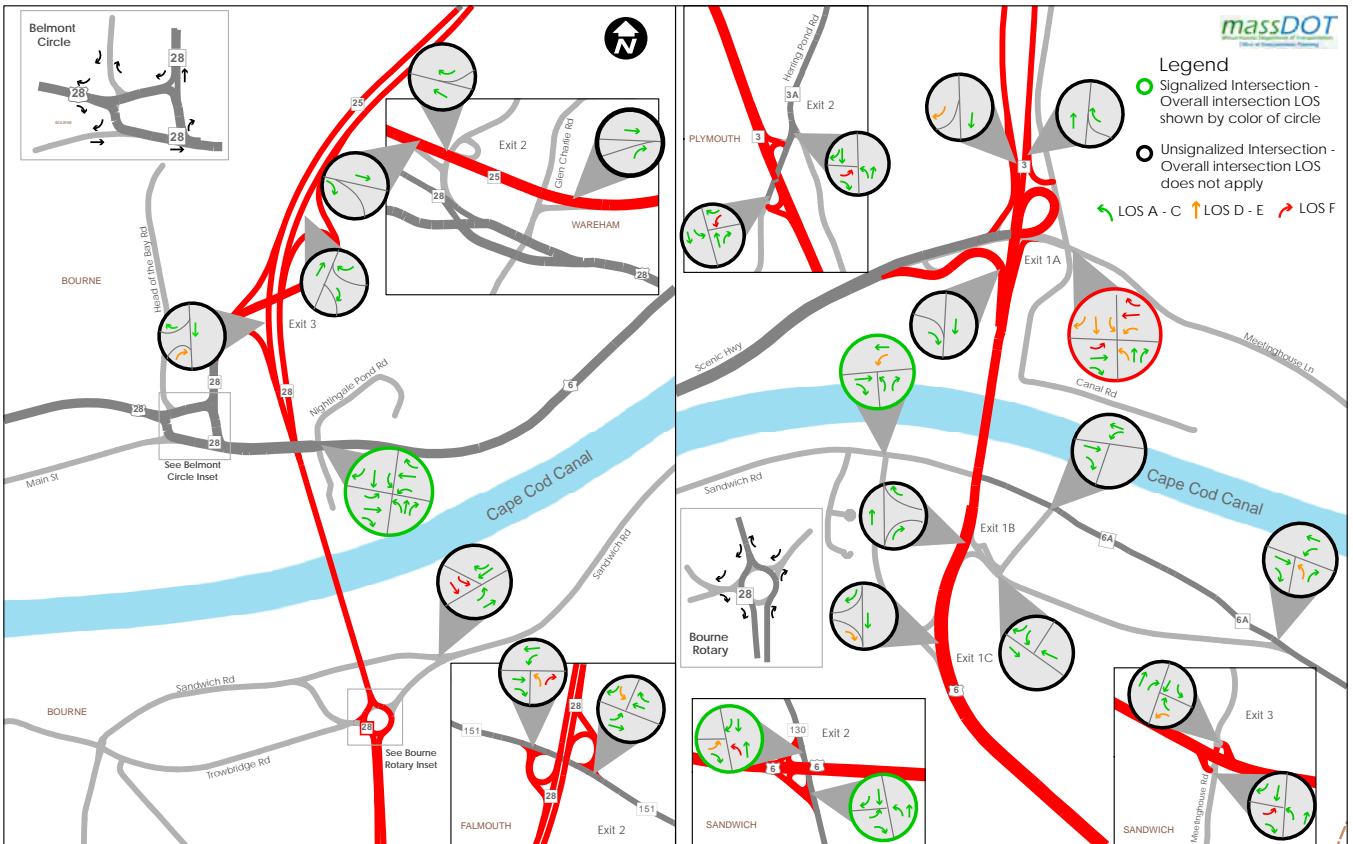 Belmont
Circle
28
28
28
BOURNE
N
25
Exit 2
25
28
Glen Charlie Rd
WAREHAM
28
BOURNE
Head of the Bay Rd
Exit 3
28
28
28
28
Nightingale Pond Rd
6
See Belmont
Circle Inset
Main St
Cape Cod Canal
Sandwich Rd
Sandwich Rd
BOURNE
28
See Bourne
Rotary Inset
Trowbridge Rd
151
28
28
151
FALMOUTH
Exit 2
Herring Pond Rd
3A
Exit 2
3
PLYMOUTH
massDOT
Legend
Signalized Intersection -
Overall intersection LOS
shown by color of circle
Unsignalized Intersection -
Overall intersection LOS
does not apply
LOS A - C
LOS D - E
LOS F
3
Exit 1A
Scenic Hwy
Meetinghouse Ln
Canal Rd
Sandwich Rd
Cape Cod Canal
Exit 1B
6A
6A
28
Bourne
Rotary
Exit 1C
6
130
Exit 2
6
6
SANDWICH
Exit 3
Meetinghouse Rd
SANDWICH